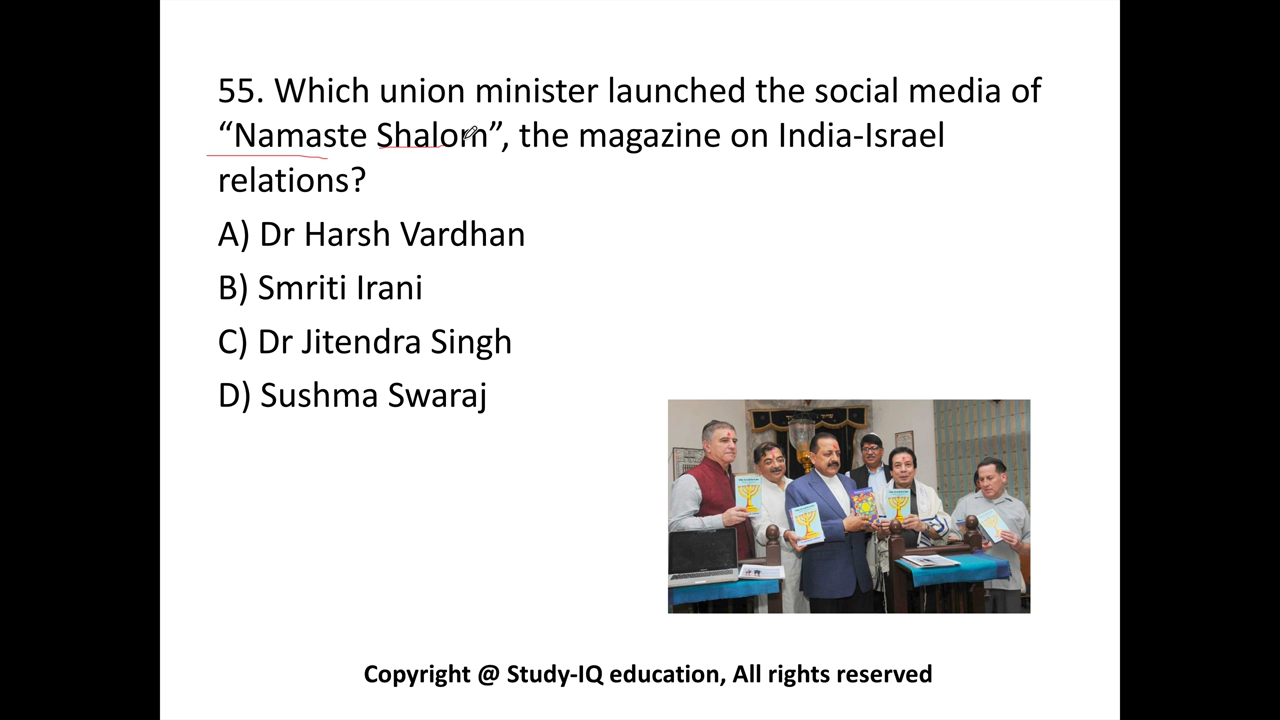 55. Which union minister launched the social media of
“Namaste Shalom”, the magazine on India-Israel
relations?
A) Dr Harsh Vardhan
B) Smriti Irani
C) Dr Jitendra Singh
D) Sushma Swaraj
Copyright @ Study-IQ education, All rights reserved